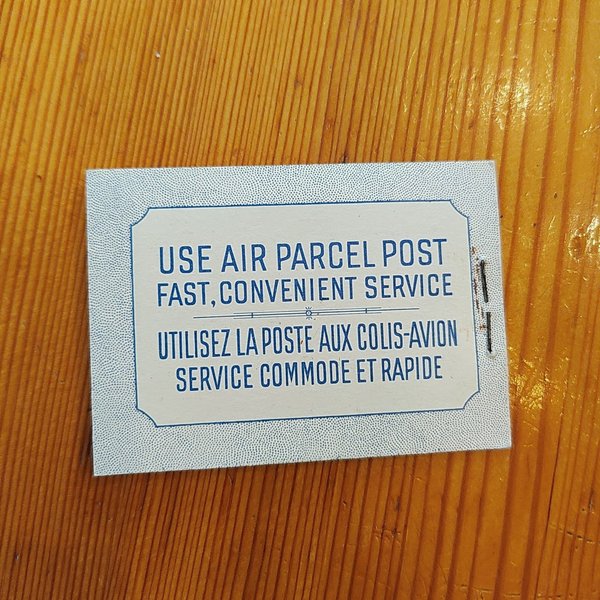 USE AIR PARCEL POST
FAST, CONVENIENT SERVICE
UTILISEZ LA POSTE AUX COLIS-AVION
SERVICE COMMODE ET RAPIDE